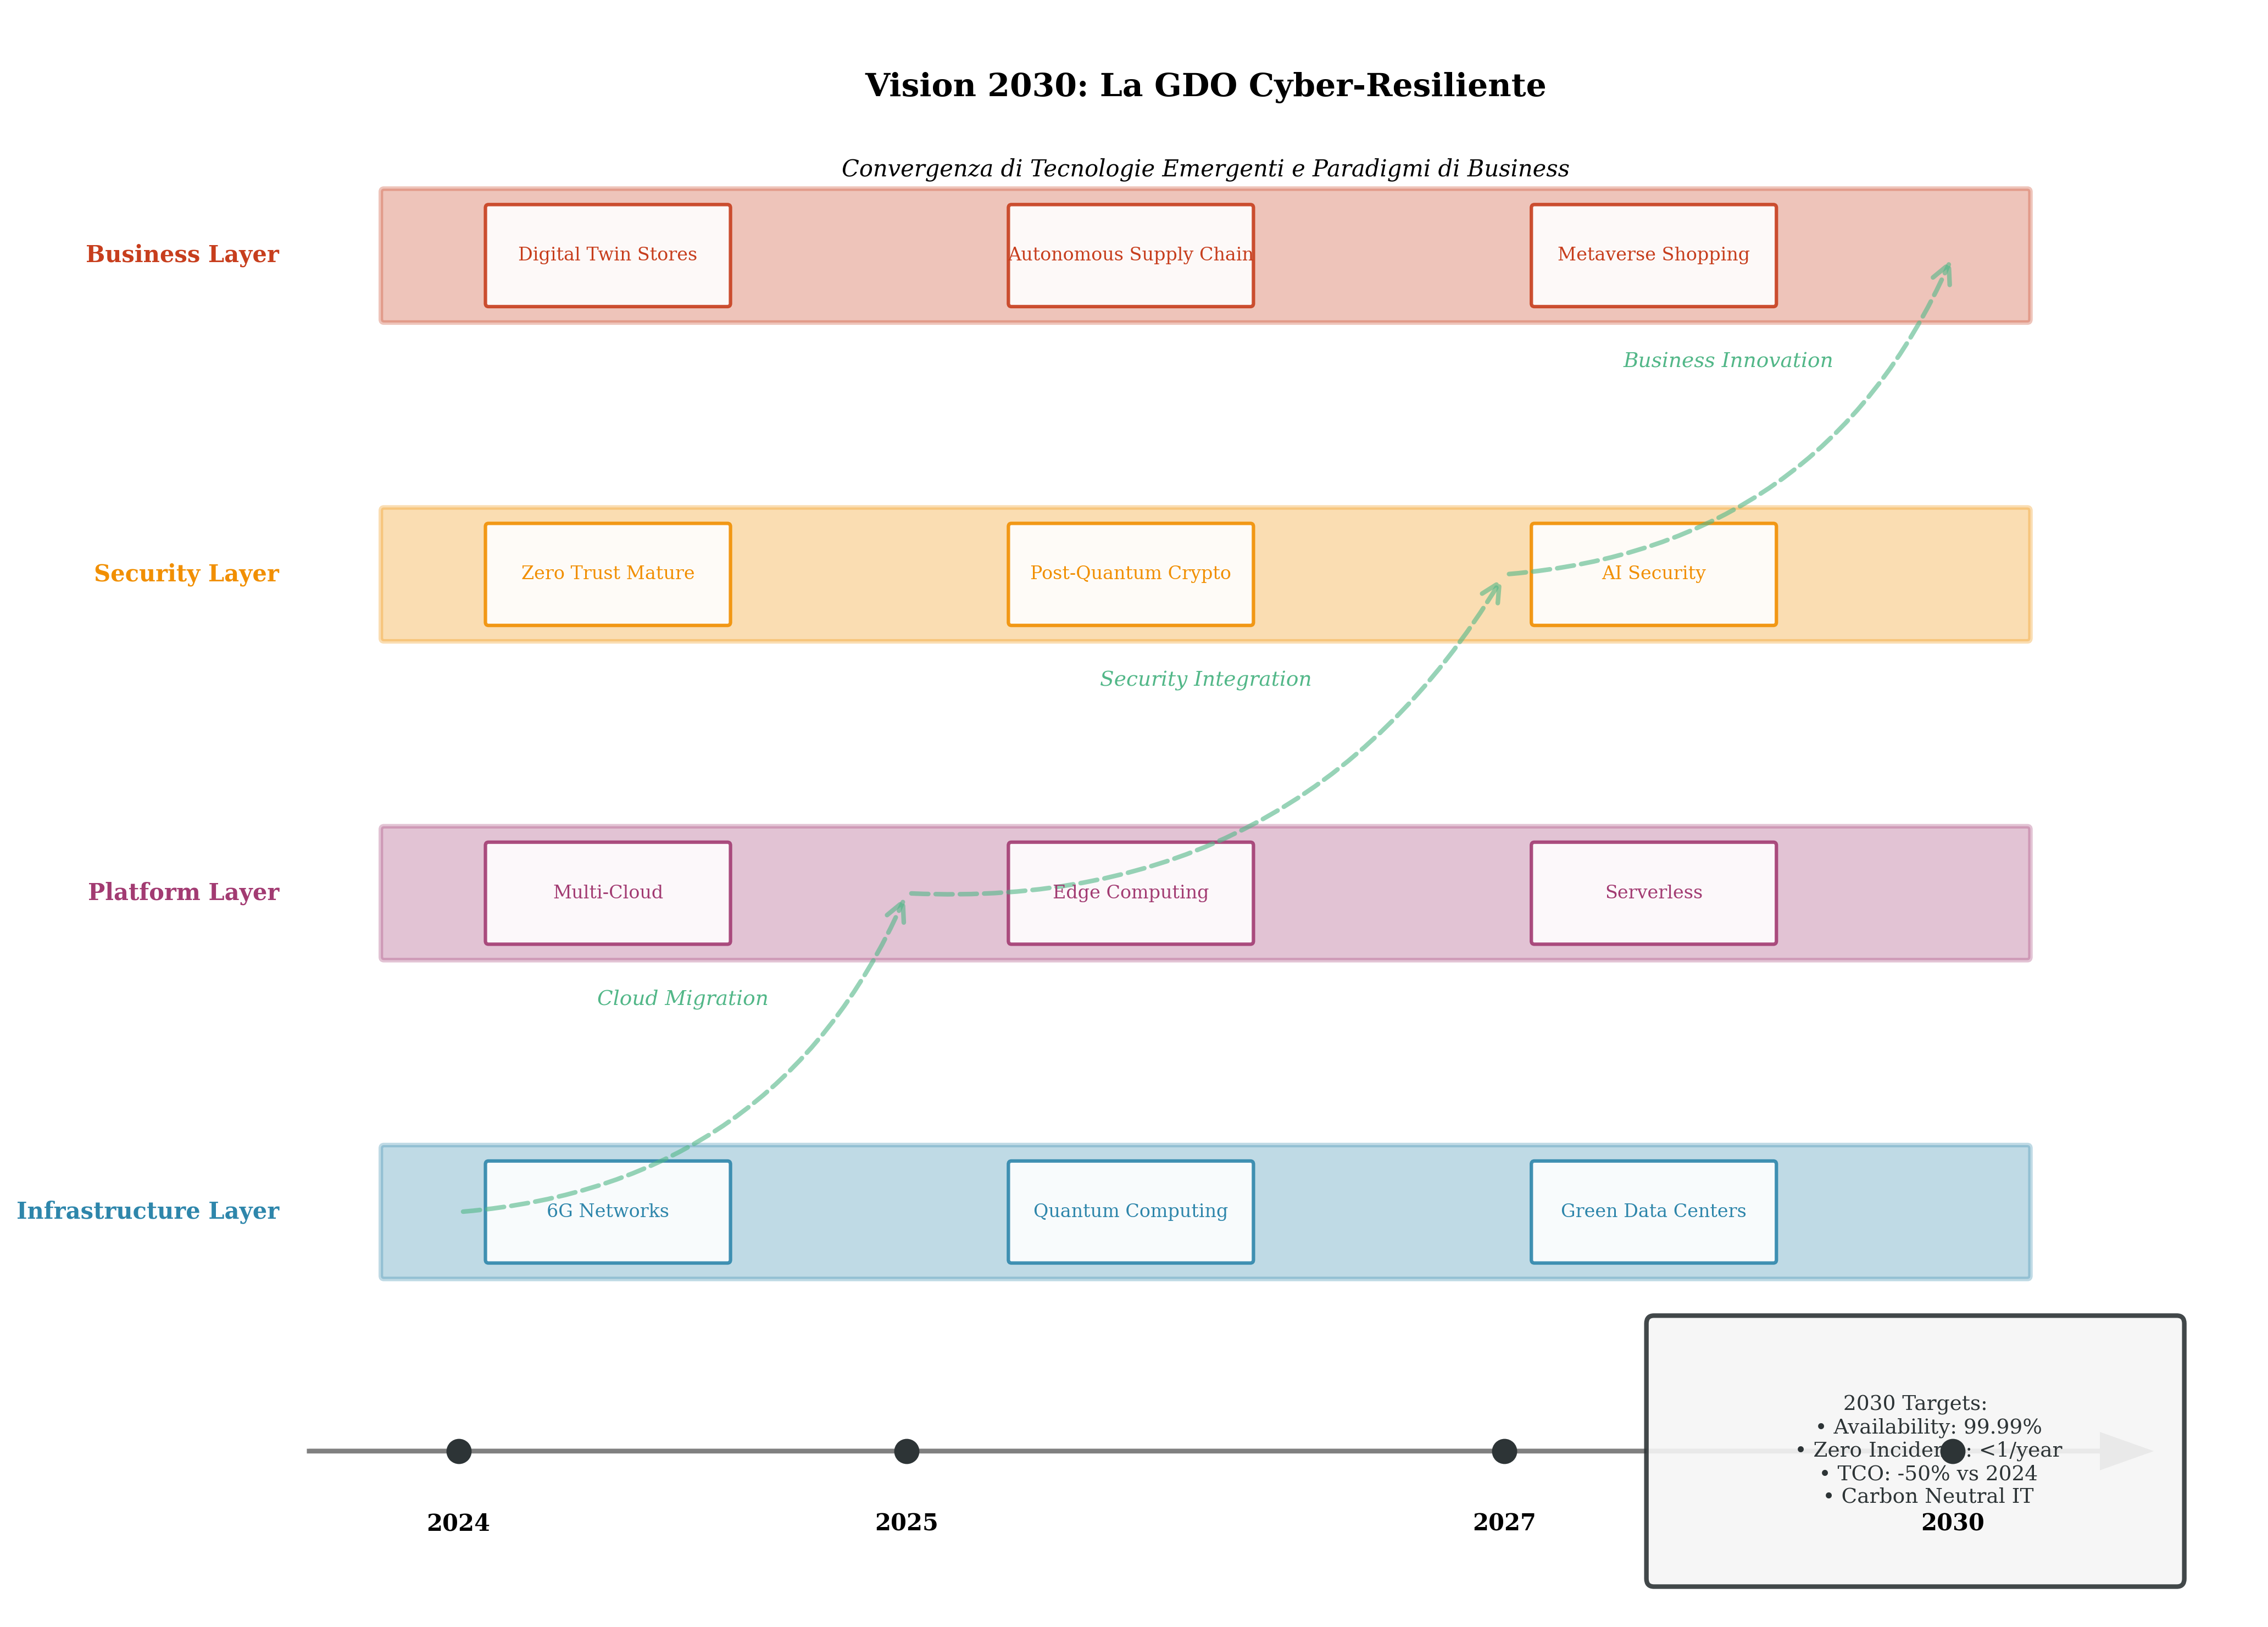 Vision 2030: La GDO Cyber-Resiliente
Convergenza di Tecnologie Emergenti e Paradigmi di Business
Business Layer
Digital Twin Stores
Autonomous Supply Chain
Metaverse Shopping
Business Innovation
Security Layer
Zero Trust Mature
Post-Quantum Crypto
AI Security
Security Integration
Platform Layer
Multi-Cloud
Edge Computing
Serverless
Cloud Migration
Infrastructure Layer
6G Networks
Quantum Computing
Green Data Centers
2030 Targets:
• Availability: 99.99%
• Zero : <1/year
• TCO: -50% vs 2024
• Carbon Neutral IT
2024
2025
2027
2030